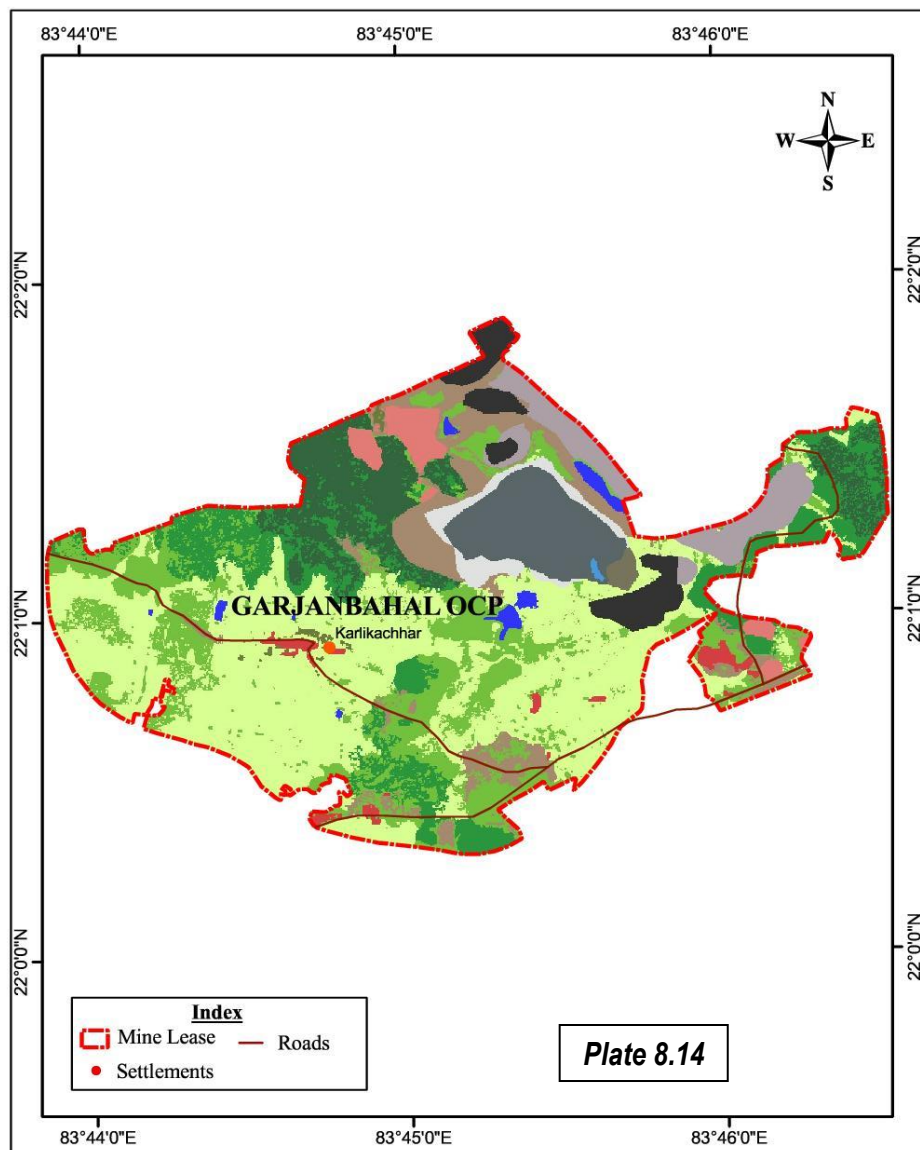 83°44'0"E 83°45'0"E 83°46'0"E
N
W E
S
22°2'0"N 22°2'0"N
GARJANBAHAL OCP
Karlikachhar
22°1'0"N 22°1'0"N
22°0'0"N 22°0'0"N
Index
Mine Lease Roads
Settlements
Plate 8.14
83°44'0"E 83°45'0"E 83°46'0"E